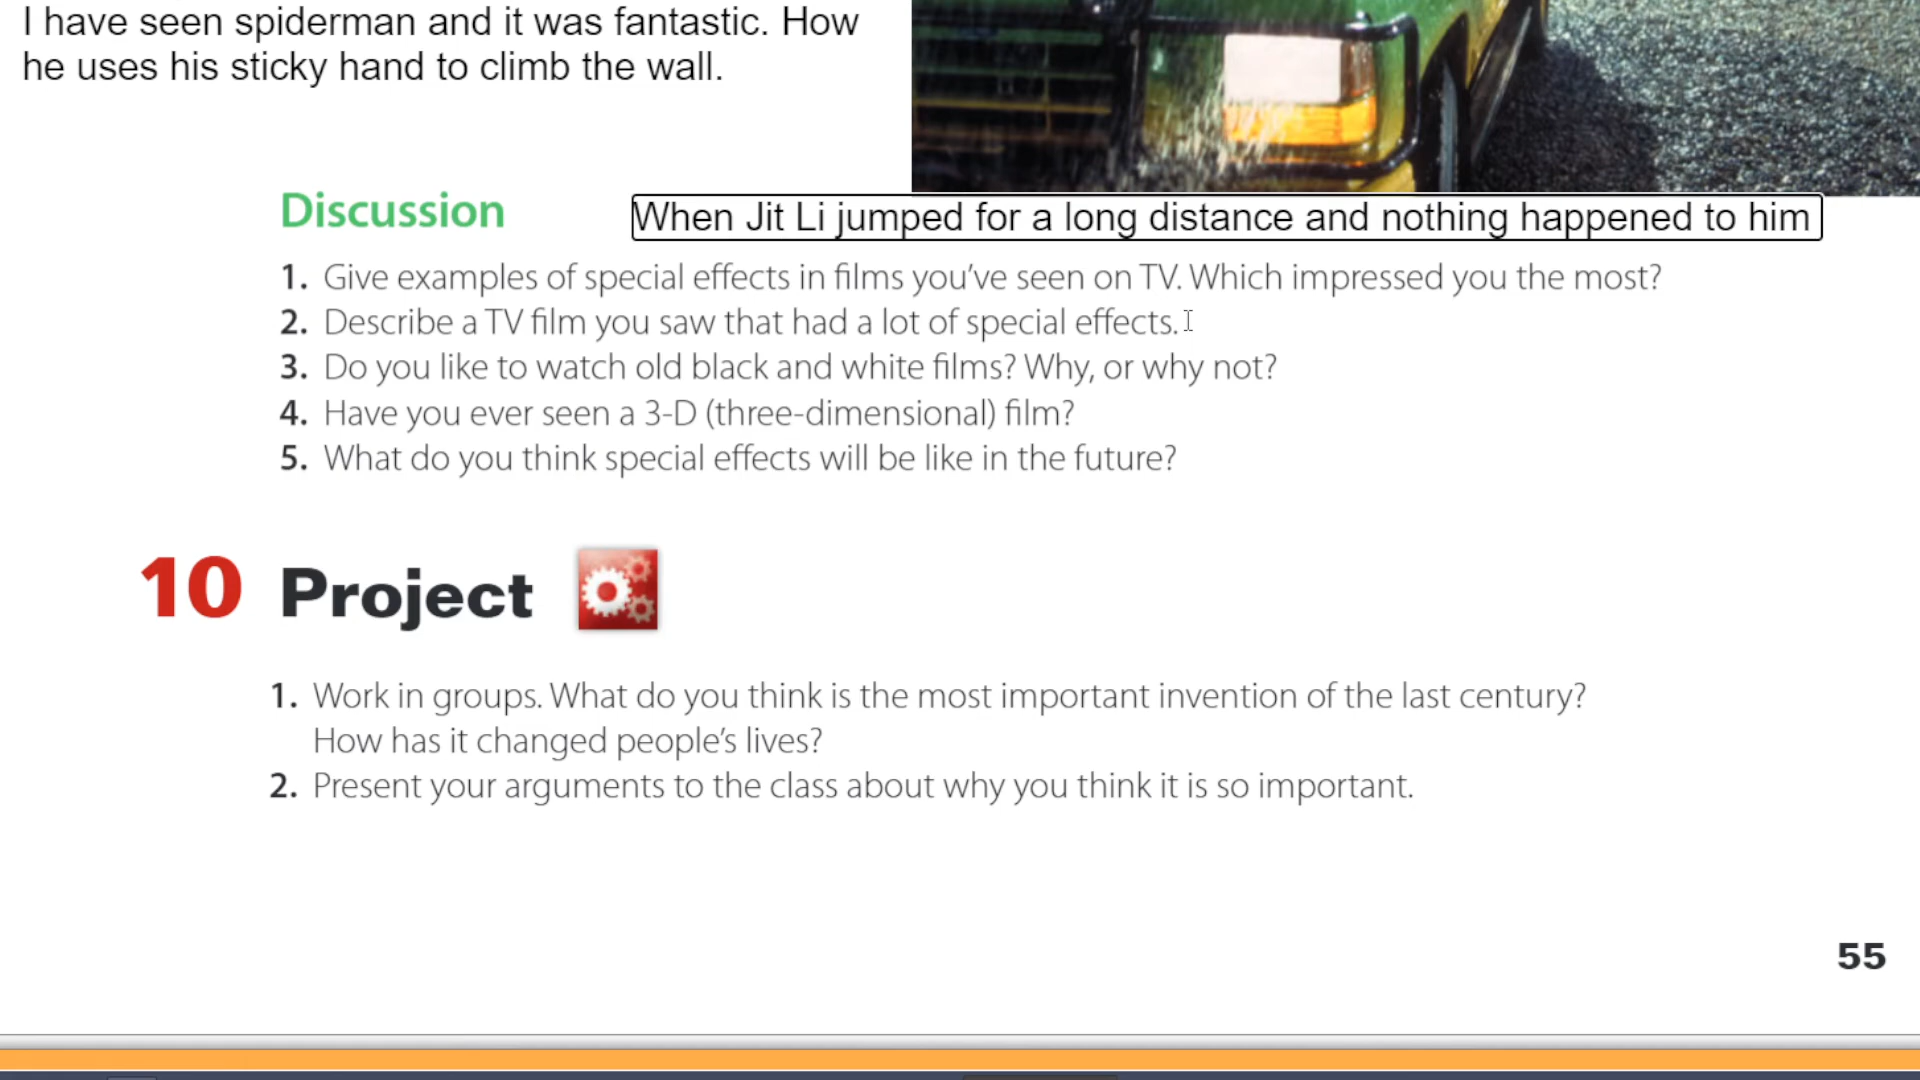 I have seen spiderman and it was fantastic. How
he uses his sticky hand to climb the wall.
Discussion
When Jit Li jumped for a long distance and nothing happened to him
1. Give examples of special effects in films you've seen on TV. Which impressed you the most?
2. Describe a TV film you saw that had a lot of special effects.
3. Do you like to watch old black and white films? Why, or why not?
4. Have you ever seen a 3-D (three-dimensional) film?
5. What do you think special effects will be like in the future?
10 Project
1. Work in groups. What do you think is the most important invention of the last century?
How has it changed people's lives?
2. Present your arguments to the class about why you think it is so important.
55